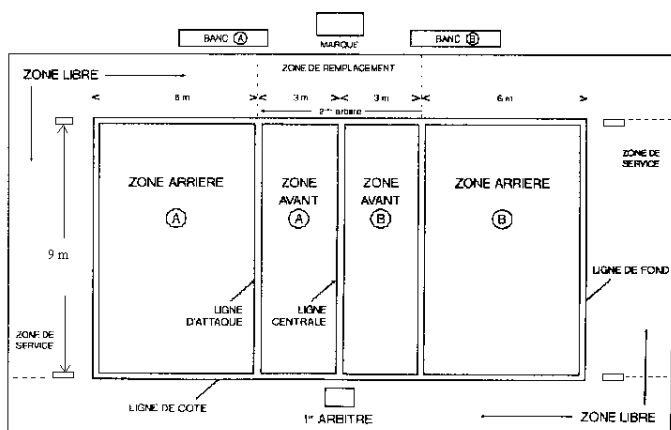 BANC A
MARQUE
BANC B
ZONE DE REMPLACEMENT
ZONE LIBRE
6 m
3 m
3 m
6 m
2ème arbitre
ZONE DE
SERVICE
ZONE ARRIERE
A
ZONE
AVANT
A
ZONE
AVANT
B
ZONE ARRIERE
B
9 m
LIGNE DE FOND
LIGNE
D'ATTAQUE
LIGNE
CENTRALE
ZONE DE
SERVICE
LIGNE DE COTE
1er ARBITRE
ZONE LIBRE